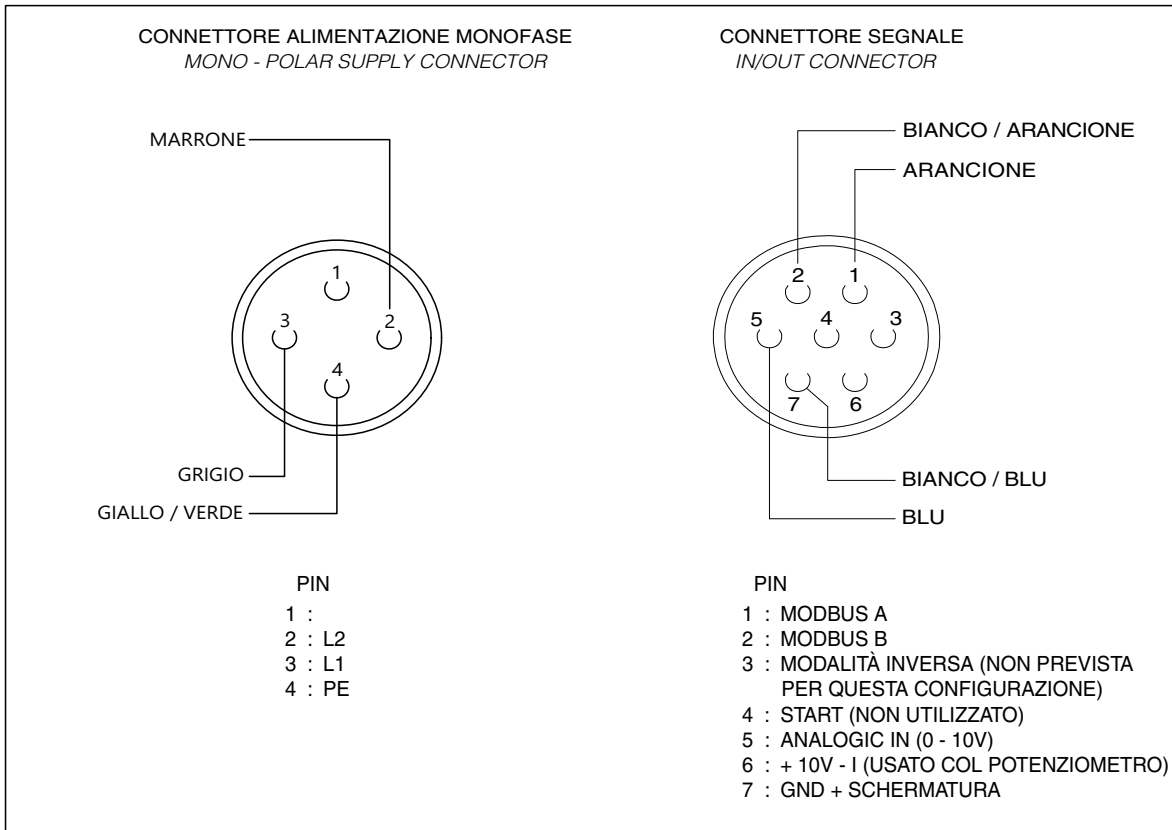 CONNETTORE ALIMENTAZIONE MONOFASE
MONO - POLAR SUPPLY CONNECTOR
MARRONE
1
3
2
4
GRIGIO
GIALLO / VERDE
PIN
1 :
2 : L2
3 : L1
4 : PE
CONNETTORE SEGNALE
IN/OUT CONNECTOR
BIANCO / ARANCIONE
ARANCIONE
2
1
5
4
3
7
6
BIANCO / BLU
BLU
PIN
1 : MODBUS A
2 : MODBUS B
3 : MODALITÀ INVERSA (NON PREVISTA
PER QUESTA CONFIGURAZIONE)
4 : START (NON UTILIZZATO)
5 : ANALOGIC IN (0 - 10V)
6 : + 10V - I (USATO COL POTENZIOMETRO)
7 : GND + SCHERMATURA